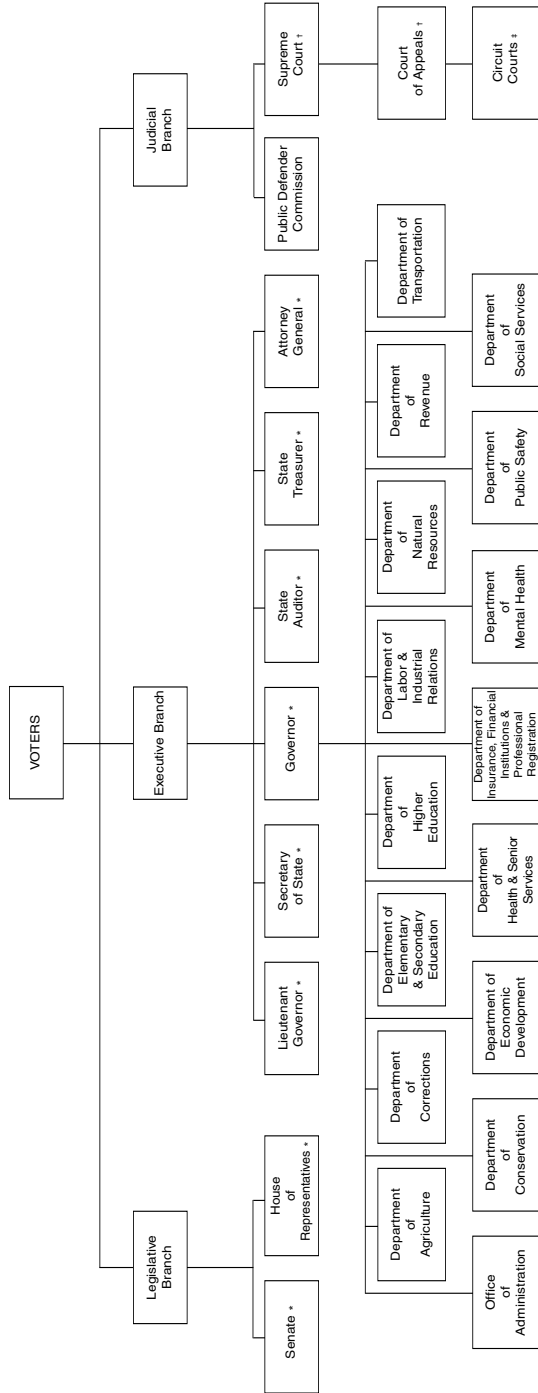 VOTERS
Legislative
Branch
Executive Branch
Judicial
Branch
Senate *
House
of
Representatives *
Lieutenant
Governor *
Secretary
of State *
Governor *
State
Auditor *
State
Treasurer *
Attorney
General *
Public Defender
Commission
Supreme
Court †
Department
of
Agriculture
Department
of
Corrections
Department of
Elementary
& Secondary
Education
Department
of
Higher
Education
Department of
Labor &
Industrial
Relations
Department
of
Natural
Resources
Department
of
Revenue
Department of
Transportation
Court
of Appeals †
Office
of
Administration
Department
of
Conservation
Department of
Economic
Development
Department
of
Health & Senior
Services
Department of
Insurance, Financial
Institutions &
Professional
Registration
Department
of
Mental Health
Department
of
Public Safety
Department
of
Social Services
Circuit
Courts ‡